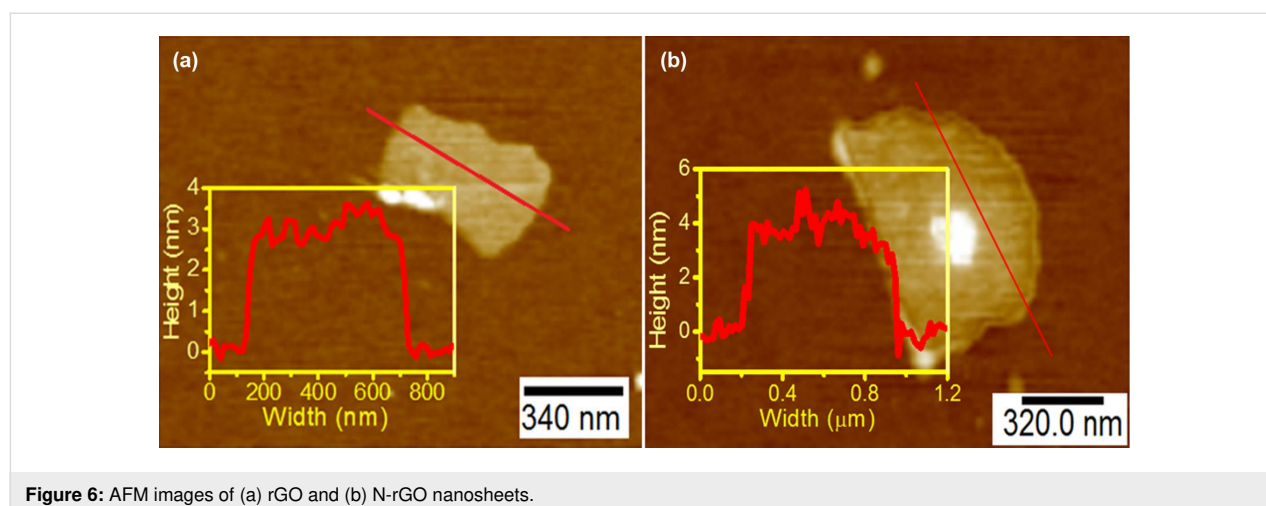 (a)
4
3
2
1
0
Height (nm)
0 200 400 600 800
Width (nm)
340 nm
(b)
6
4
2
0
Height (nm)
0.0 0.4 0.8 1.2
Width (μm)
320.0 nm
Figure 6: AFM images of (a) rGO and (b) N-rGO nanosheets.